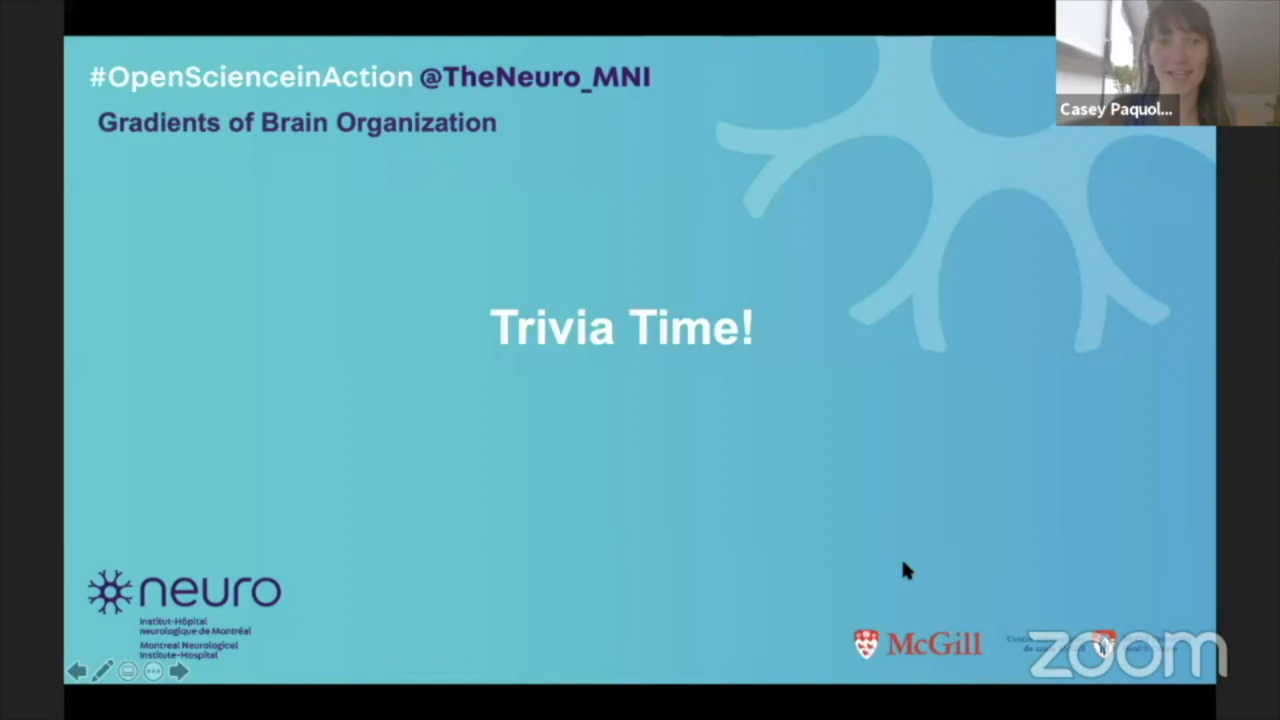 #OpenScienceinAction @TheNeuro_MNI
Gradients of Brain Organization
Casey Paquol...
Trivia Time!
neuro
Institut-Hôpital
neurologique de Montréal
Montreal Neurological
Institute-Hospital
McGill
zoom